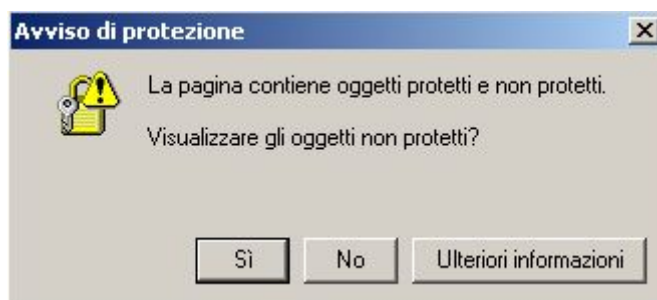 Avviso di protezione
La pagina contiene oggetti protetti e non protetti.
Visualizzare gli oggetti non protetti?
Sì No Ulteriori informazioni